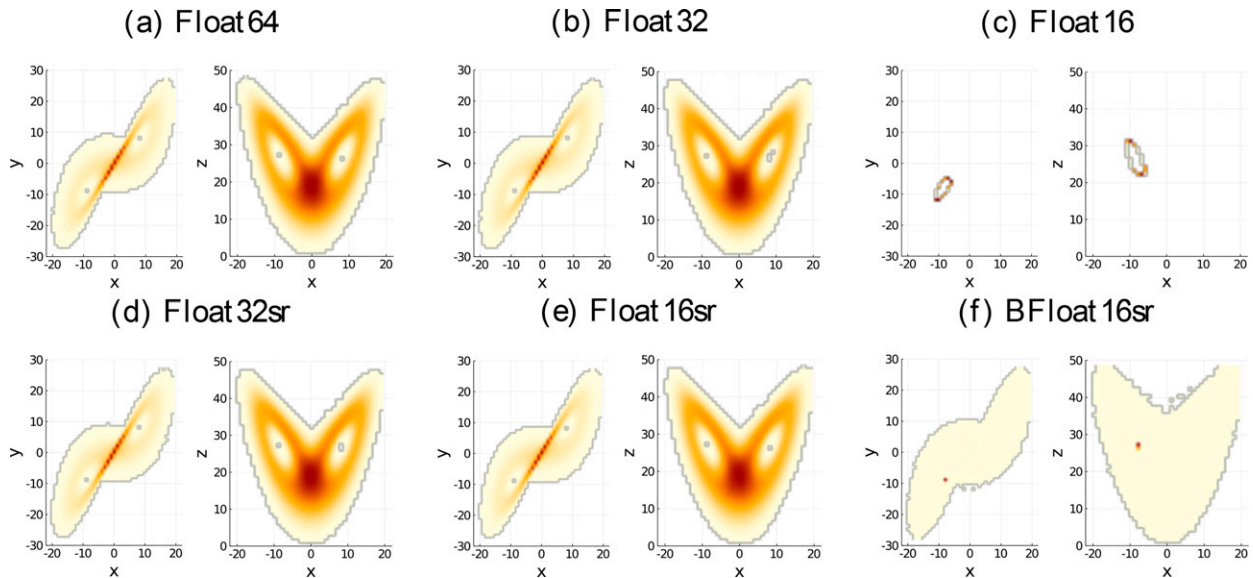 (a) Float64
(b) Float32
(c) Float16
30 20 10 0 -10 -20 -30
y
-20 -10 0 10 20
x
50 40 30 20 10 0
z
-20 -10 0 10 20
x
30 20 10 0 -10 -20 -30
y
-20 -10 0 10 20
x
50 40 30 20 10 0
z
-20 -10 0 10 20
x
30 20 10 0 -10 -20 -30
y
-20 -10 0 10 20
x
50 40 30 20 10 0
z
-20 -10 0 10 20
x
(d) Float32sr
(e) Float16sr
(f) BFloat16sr
30 20 10 0 -10 -20 -30
y
-20 -10 0 10 20
x
50 40 30 20 10 0
z
-20 -10 0 10 20
x
30 20 10 0 -10 -20 -30
y
-20 -10 0 10 20
x
50 40 30 20 10 0
z
-20 -10 0 10 20
x
30 20 10 0 -10 -20 -30
y
-20 -10 0 10 20
x
50 40 30 20 10 0
z
-20 -10 0 10 20
x